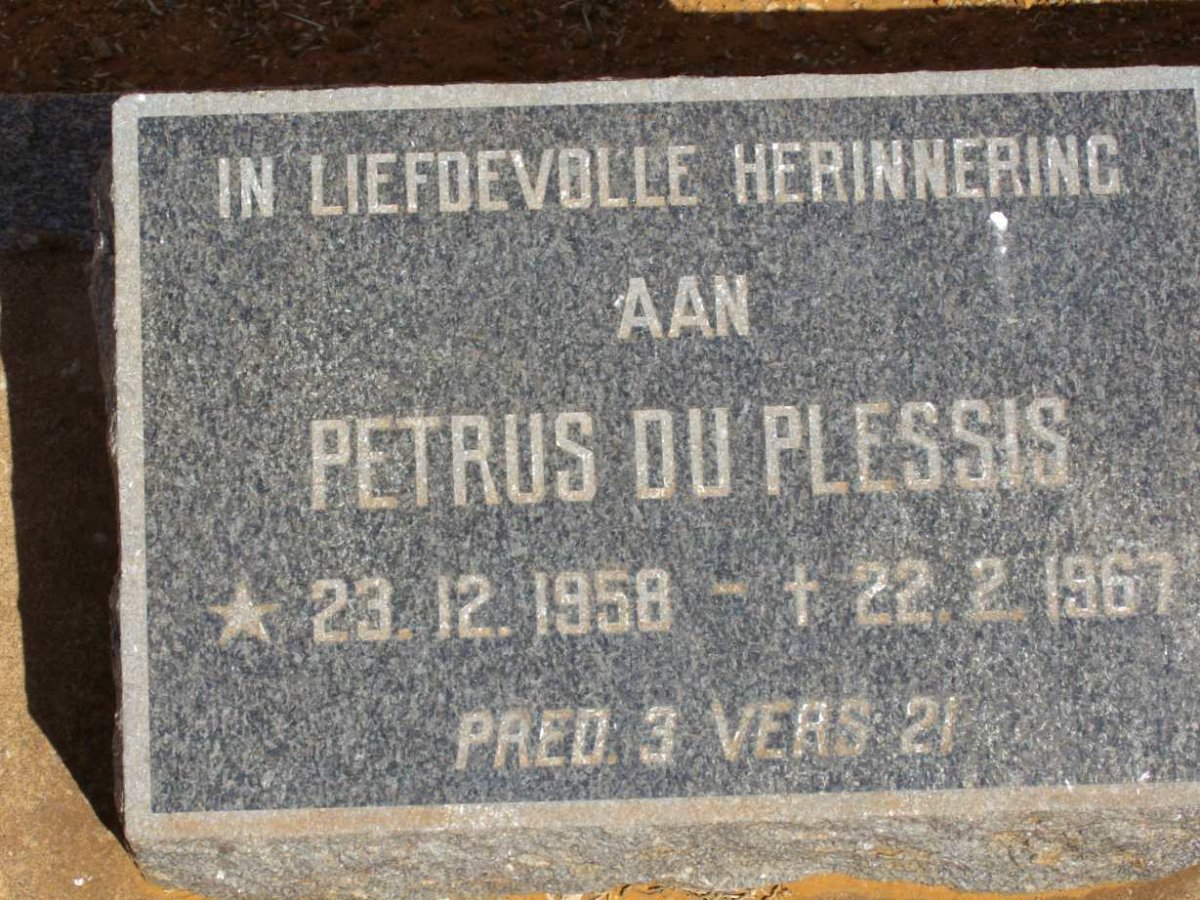 IN LIEFDEVOLLE HERINNERING
AAN
PETRUS DU PLESSIS
★ 23.12.1958 - † 22.2.1967
PRED. 3 VERS 21